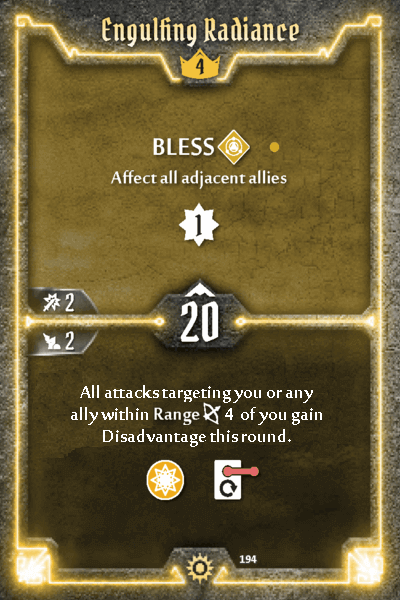 Engulfing Radiance
4
BLESS
Affect all adjacent allies
1
2
20
2
All attacks targeting you or any
ally within Range 4 of you gain
Disadvantage this round.
194